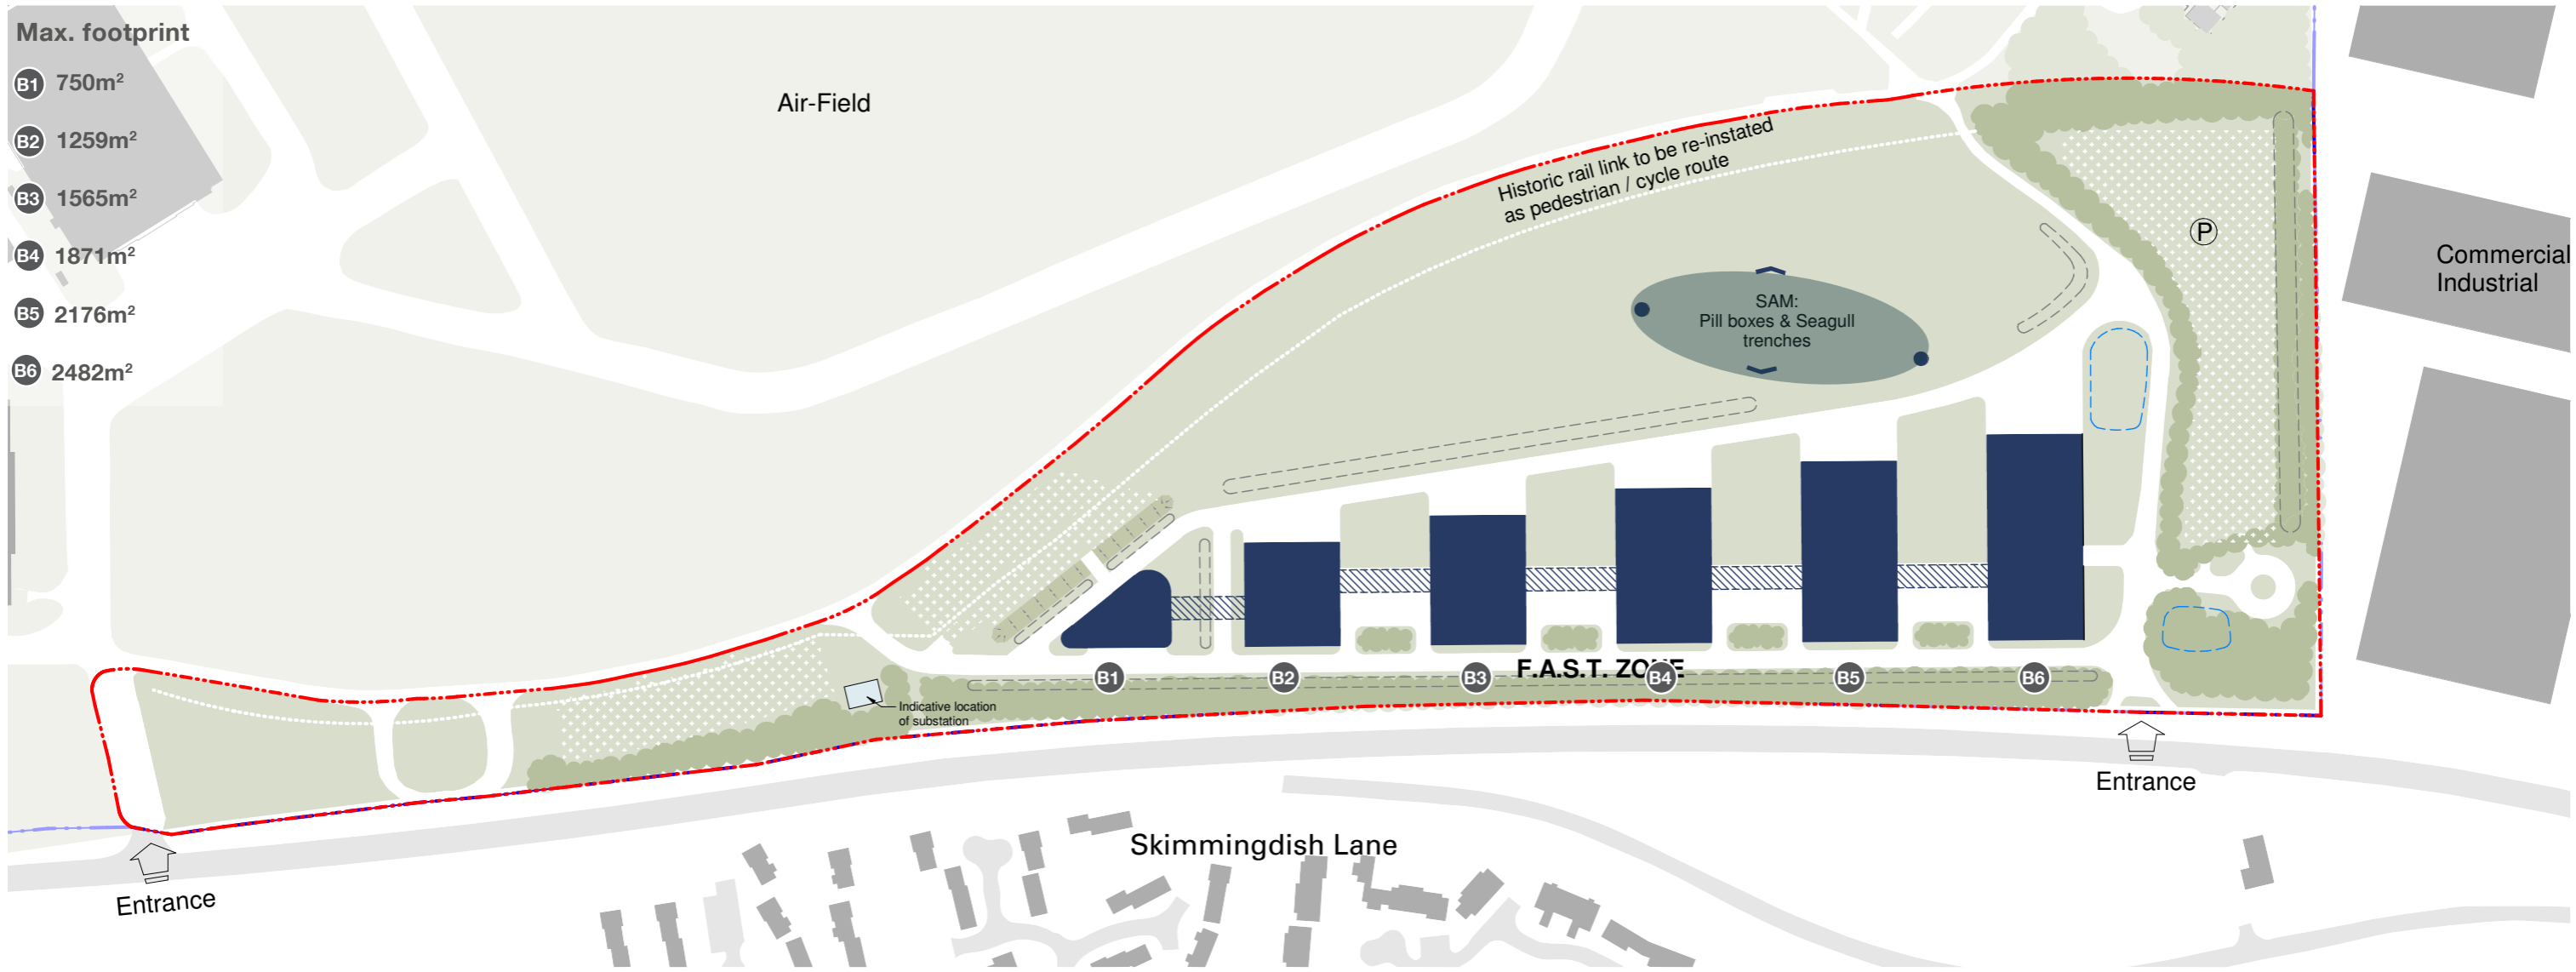 Max. footprint
B1 750m²
B2 1259m²
B3 1565m²
B4 1871m²
B5 2176m²
B6 2482m²
Air-Field
Historic rail link to be re-instated
as pedestrian / cycle route
P
Commercial
Industrial
SAM:
Pill boxes & Seagull
trenches
F.A.S.T. ZONE
B1
B2
B3
B4
B5
B6
Indicative location
of substation
Entrance
Skimmingdish Lane
Entrance